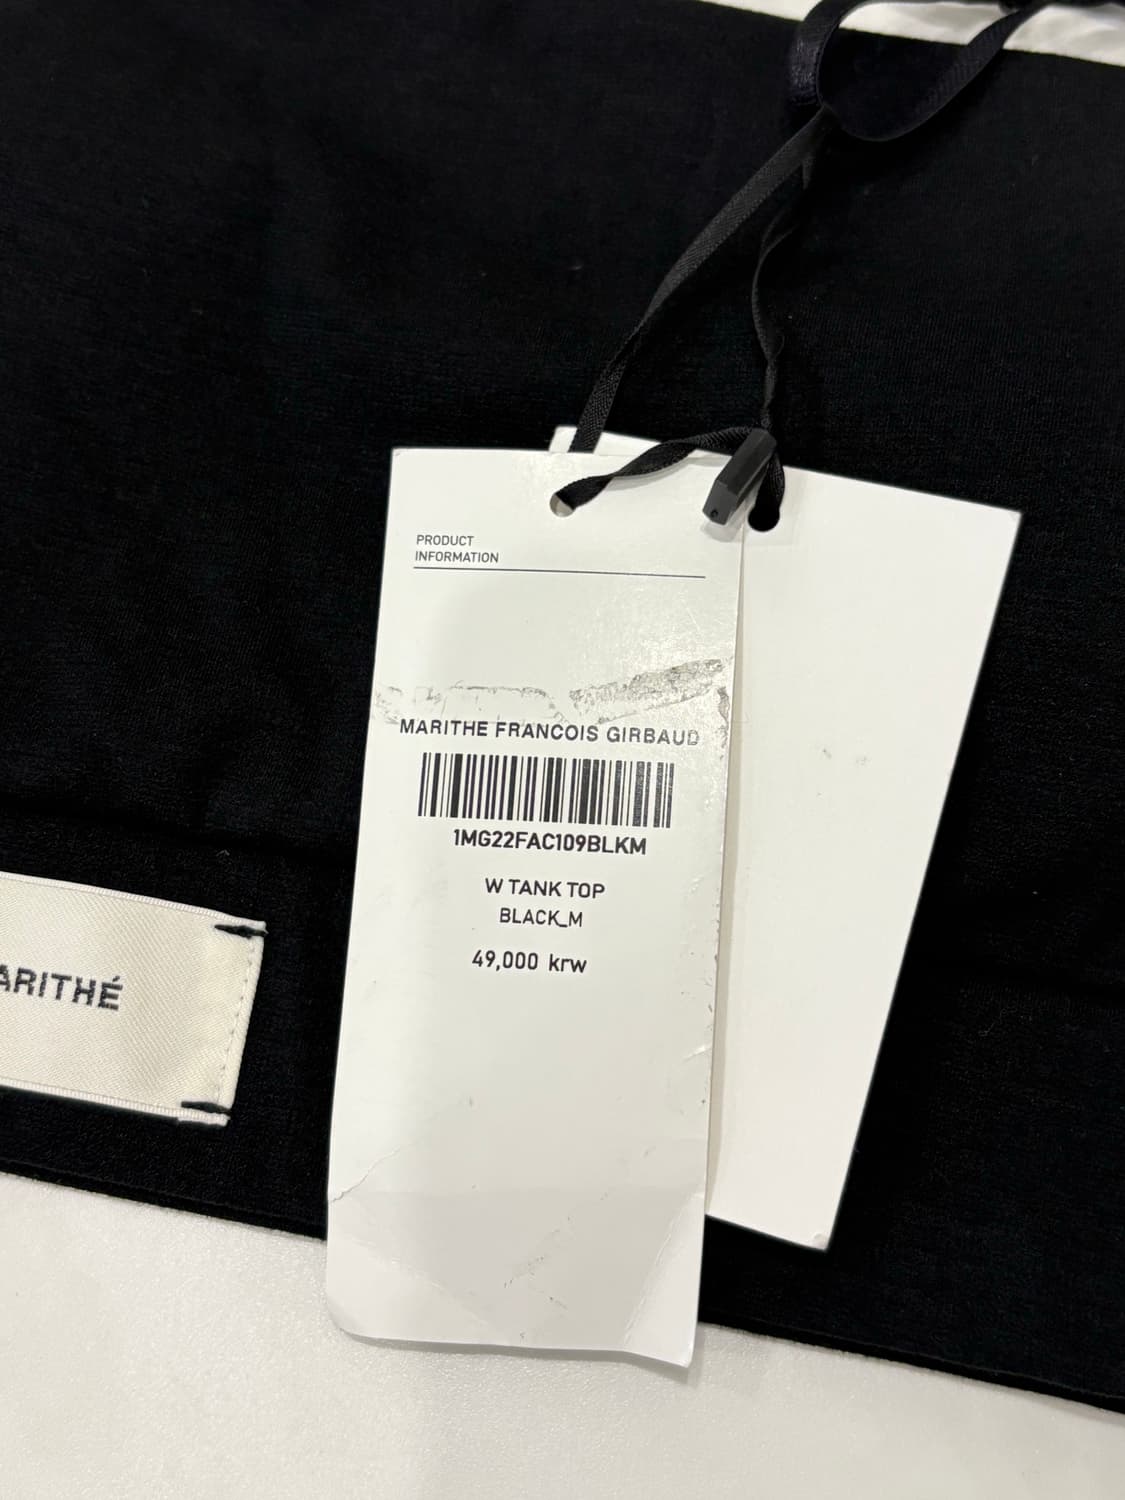 PRODUCT
INFORMATION
MARITHE FRANCOIS GIRBAUD
1MG22FAC109BLKM
W TANK TOP
BLACK_M
49,000 krw
ARITHÉ